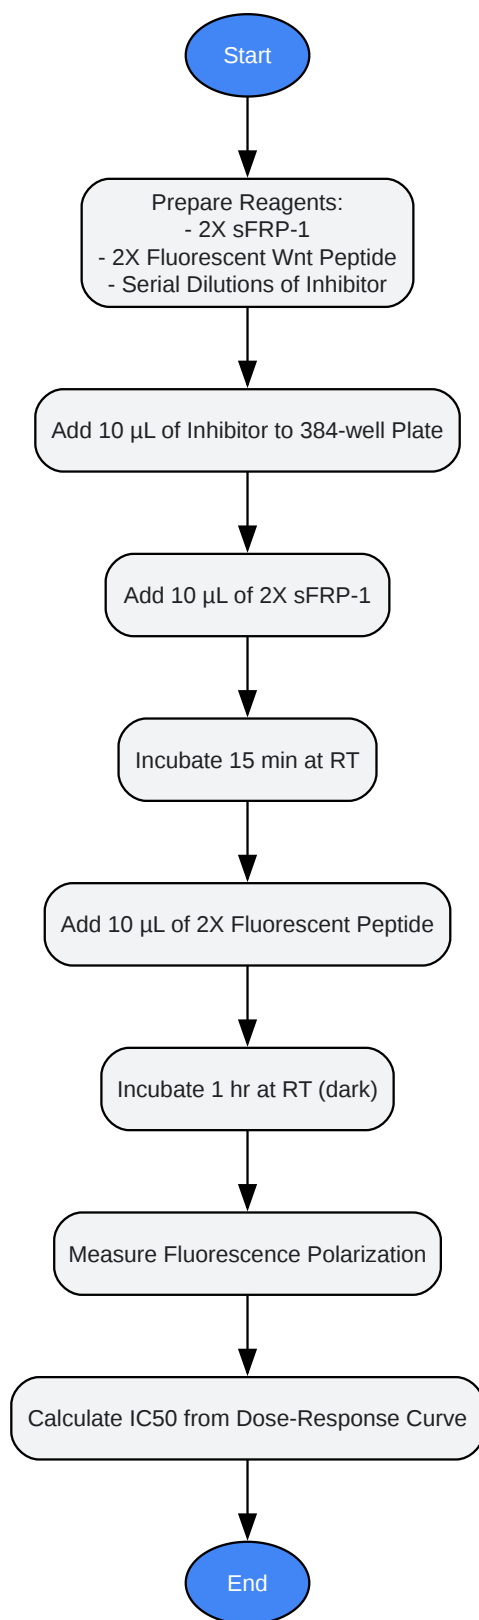 Start
Prepare Reagents:
- 2X sFRP-1
- 2X Fluorescent Wnt Peptide
- Serial Dilutions of Inhibitor
Add 10 µL of Inhibitor to 384-well Plate
Add 10 µL of 2X sFRP-1
Incubate 15 min at RT
Add 10 µL of 2X Fluorescent Peptide
Incubate 1 hr at RT (dark)
Measure Fluorescence Polarization
Calculate IC50 from Dose-Response Curve
End